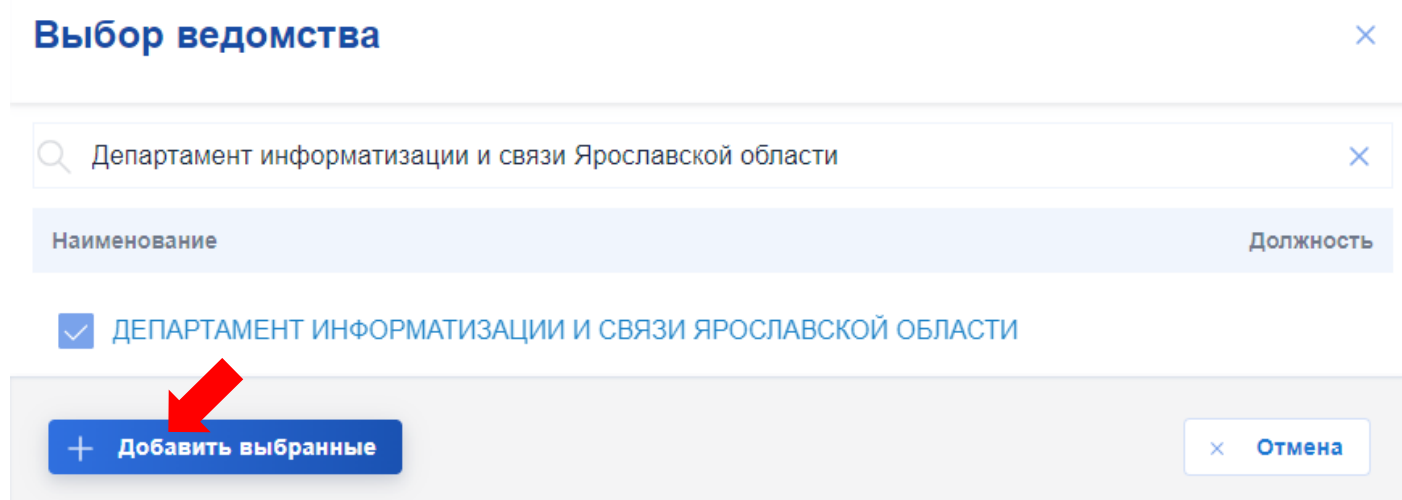 Выбор ведомства
Департамент информатизации и связи Ярославской области
Наименование Должность
ДЕПАРТАМЕНТ ИНФОРМАТИЗАЦИИ И СВЯЗИ ЯРОСЛАВСКОЙ ОБЛАСТИ
Добавить выбранные Отмена